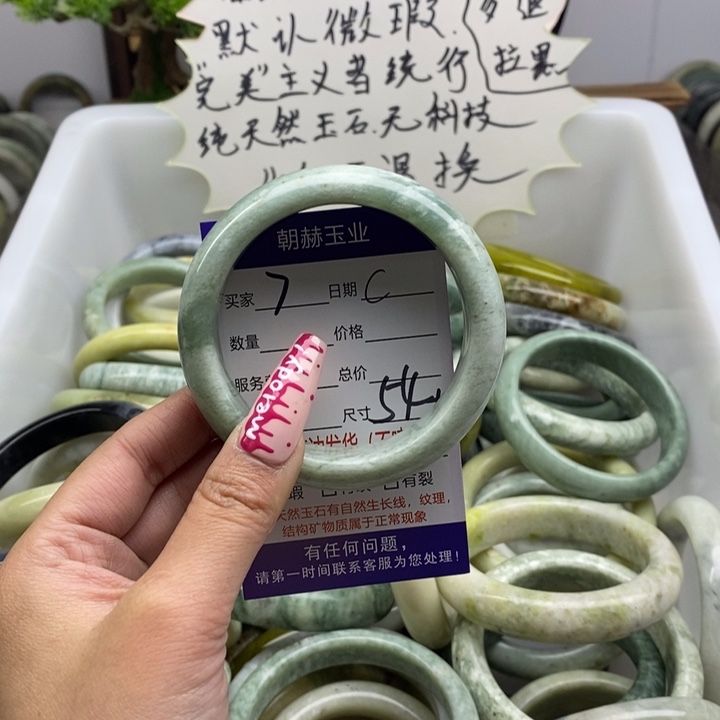 默认微瑕.
"完美"主义者绕行
拉黑
纯天然玉石.无科技
退换
朝赫玉业
买家 7 日期 C
数量 价格
服务 总价
尺寸 54
melody
瑕 有裂
天然玉石有自然生长线，纹理，
结构矿物质属于正常现象
有任何问题，
请第一时间联系客服为您处理！